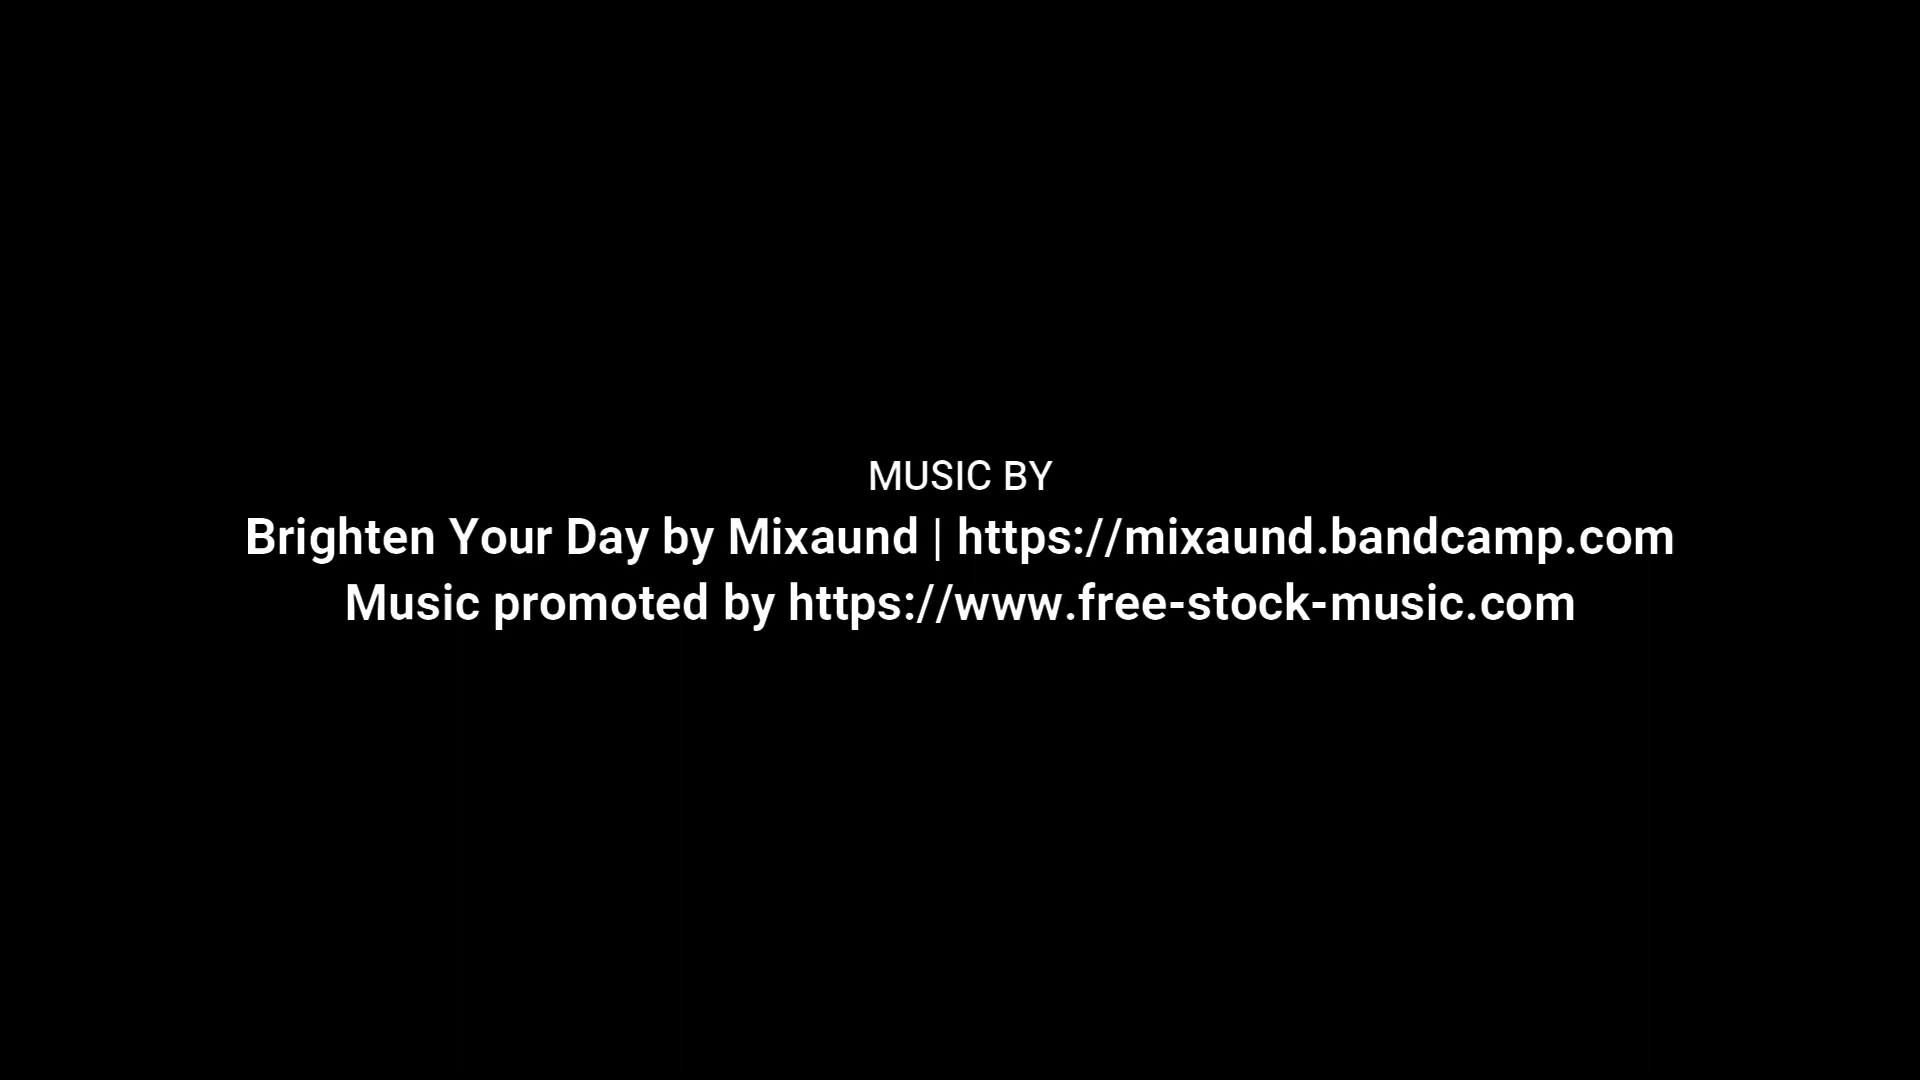 MUSIC BY
Brighten Your Day by Mixaund | https://mixaund.bandcamp.com
Music promoted by https://www.free-stock-music.com